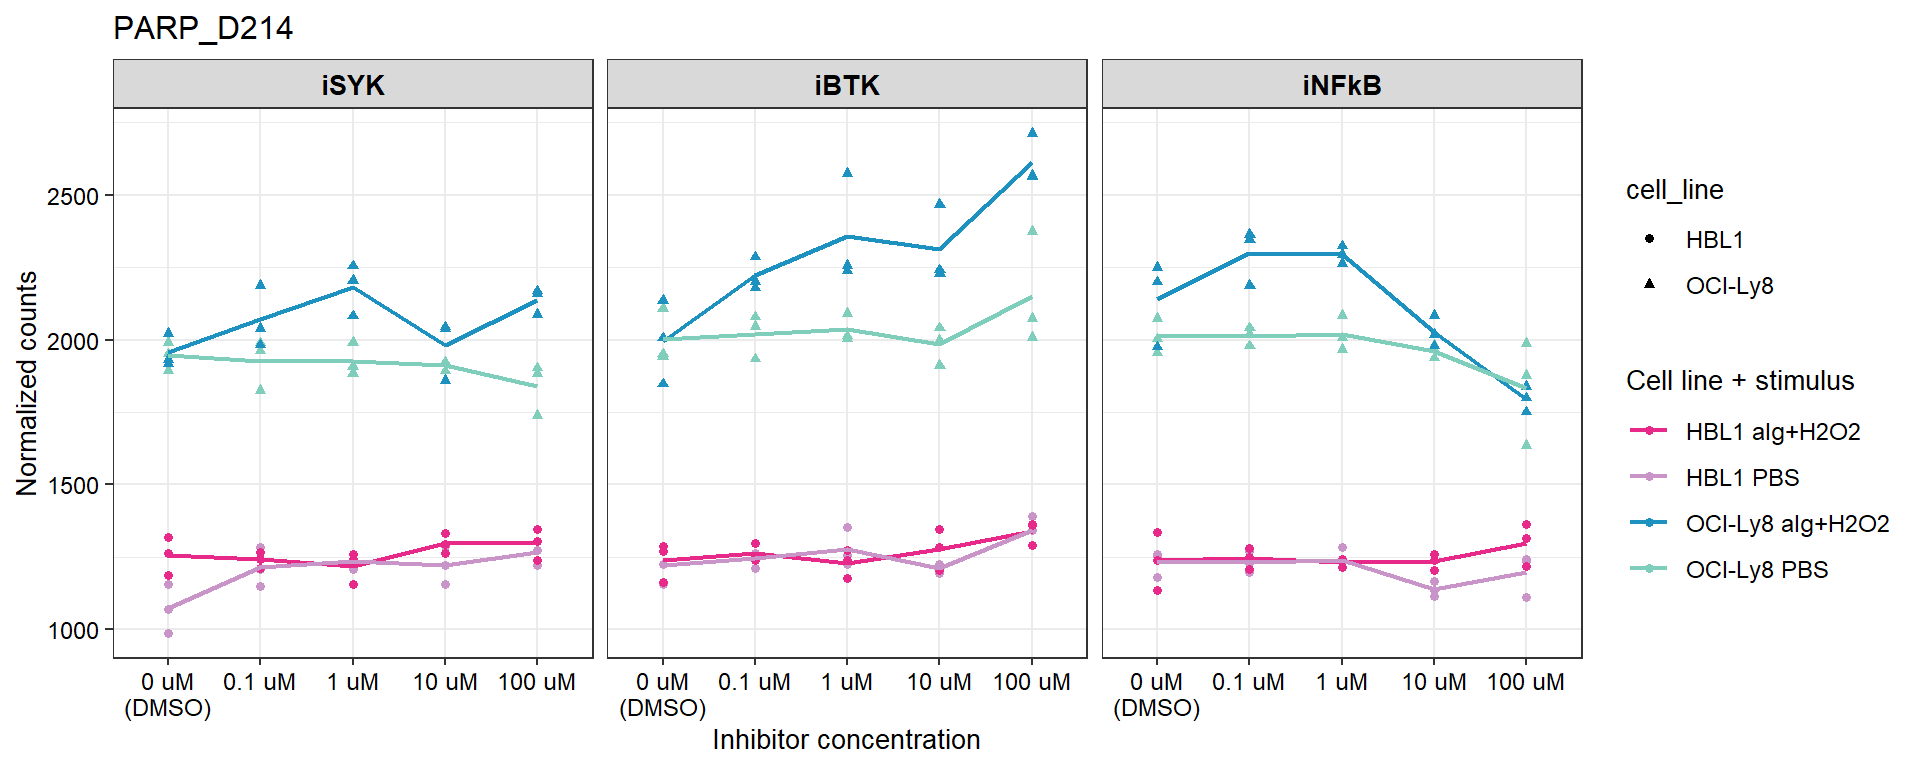 PARP_D214
iSYK
iBTK
iNFkB
Normalized counts
2500
2000
1500
1000
0 uM
(DMSO)
0.1 uM
1 uM
10 uM
100 uM
0 uM
(DMSO)
0.1 uM
1 uM
10 uM
100 uM
0 uM
(DMSO)
0.1 uM
1 uM
10 uM
100 uM
Inhibitor concentration
cell_line
HBL1
OCI-Ly8
Cell line + stimulus
HBL1 aIg+H2O2
HBL1 PBS
OCI-Ly8 aIg+H2O2
OCI-Ly8 PBS